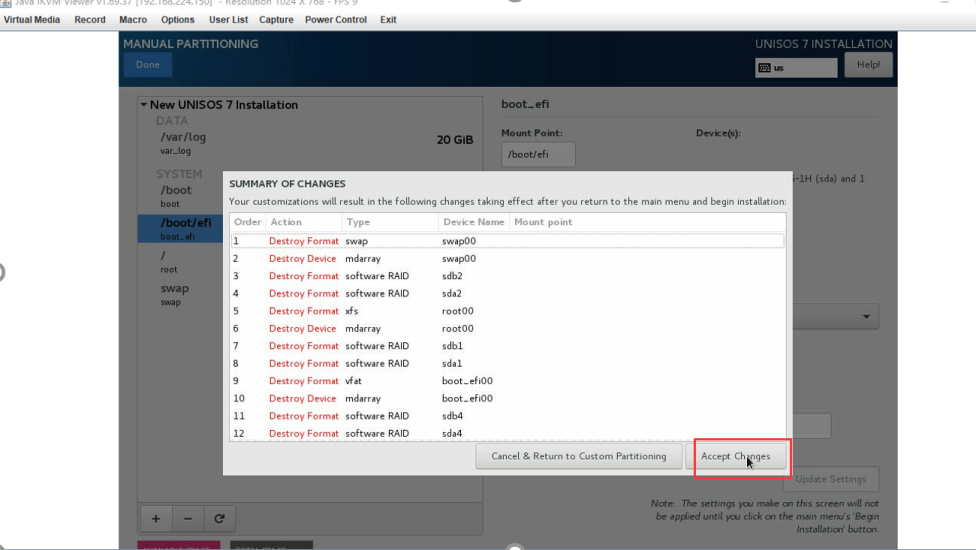 Java iKVM Viewer v1.69.37 [192.168.224.150] - Resolution 1024 X 768 - FPS 9
Virtual Media Record Macro Options User List Capture Power Control Exit
MANUAL PARTITIONING
UNISOS 7 INSTALLATION
Done
us
Help!
New UNISOS 7 Installation
DATA
/var/log
var_log
20 GiB
SYSTEM
/boot
boot
/boot/efi
boot_efi
/
root
swap
swap
boot_efi
Mount Point:
Device(s):
/boot/efi
-1H (sda) and 1
SUMMARY OF CHANGES
Your customizations will result in the following changes taking effect after you return to the main menu and begin installation:
Order Action Type Device Name Mount point
1 Destroy Format swap swap00
2 Destroy Device mdarray swap00
3 Destroy Format software RAID sdb2
4 Destroy Format software RAID sda2
5 Destroy Format xfs root00
6 Destroy Device mdarray root00
7 Destroy Format software RAID sdb1
8 Destroy Format software RAID sda1
9 Destroy Format vfat boot_efi00
10 Destroy Device mdarray boot_efi00
11 Destroy Format software RAID sdb4
12 Destroy Format software RAID sda4
Cancel & Return to Custom Partitioning
Accept Changes
Update Settings
Note: The settings you make on this screen will not
be applied until you click on the main menu's 'Begin
Installation' button.